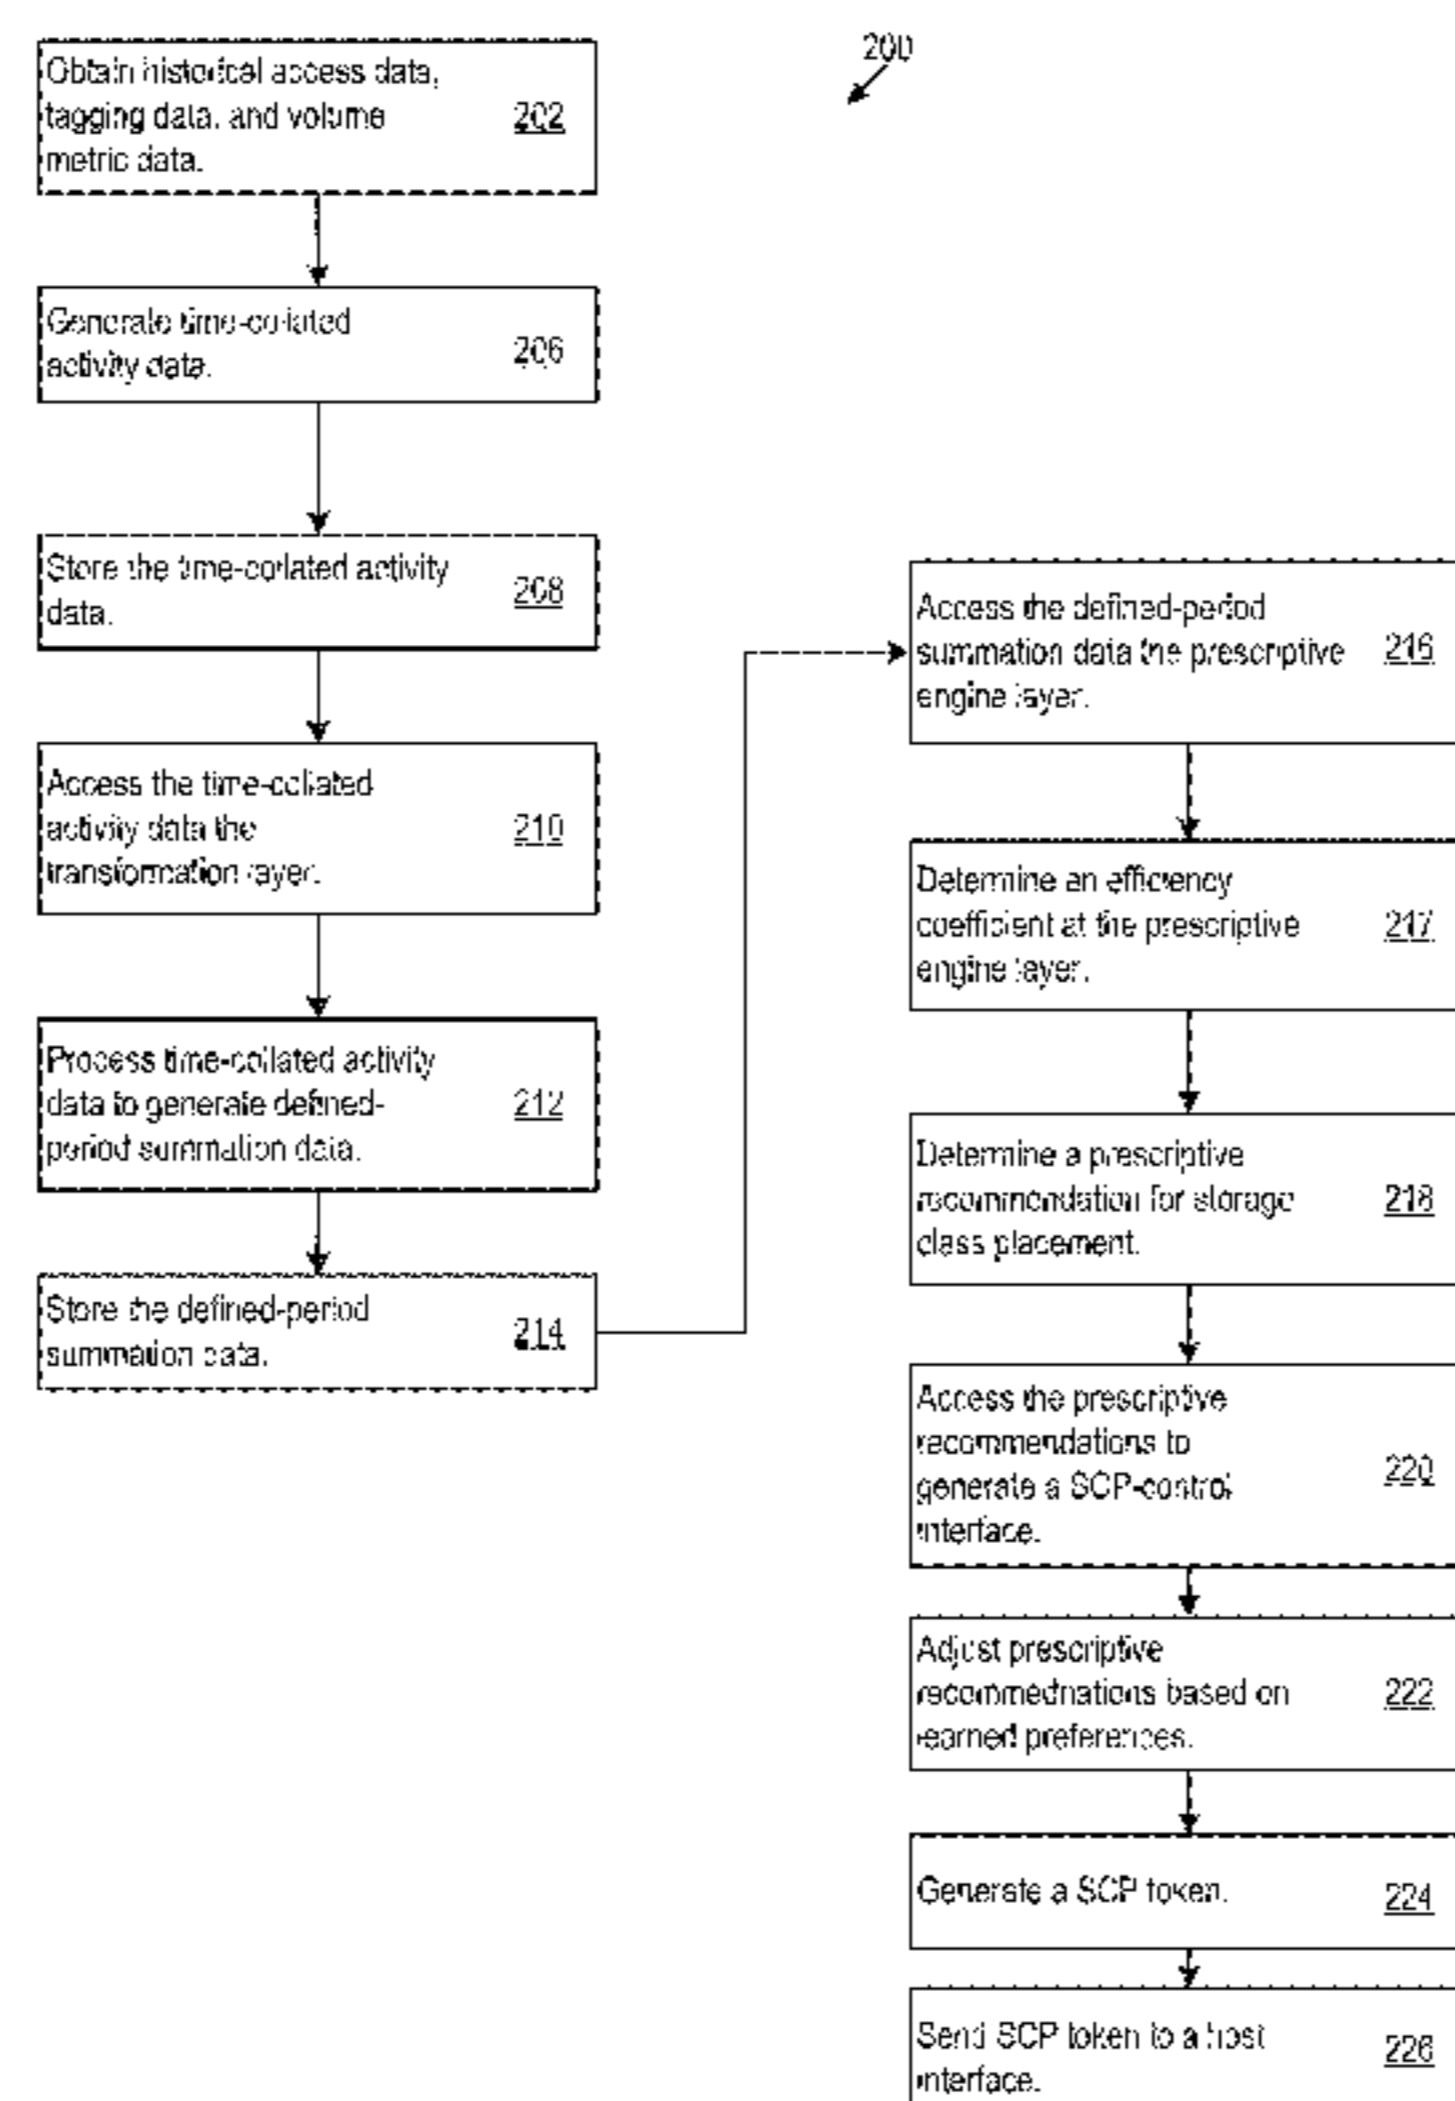 200
Obtain historical access data,
tagging data, and volume
metric data.
202
Generate time-collated
activity data.
206
Store the time-collated activity
data.
208
Access the time-collated
activity data the
transformation layer.
210
Process time-collated activity
data to generate defined-
period summation data.
212
Store the defined-period
summation data.
214
Access the defined-period
summation data the prescriptive
engine layer.
216
Determine an efficiency
coefficient at the prescriptive
engine layer.
217
Determine a prescriptive
recommendation for storage
class placement.
218
Access the prescriptive
recommendations to
generate a SCP-control
interface.
220
Adjust prescriptive
recommednations based on
learned preferences.
222
Generate a SCP token.
224
Send SCP token to a host
interface.
226